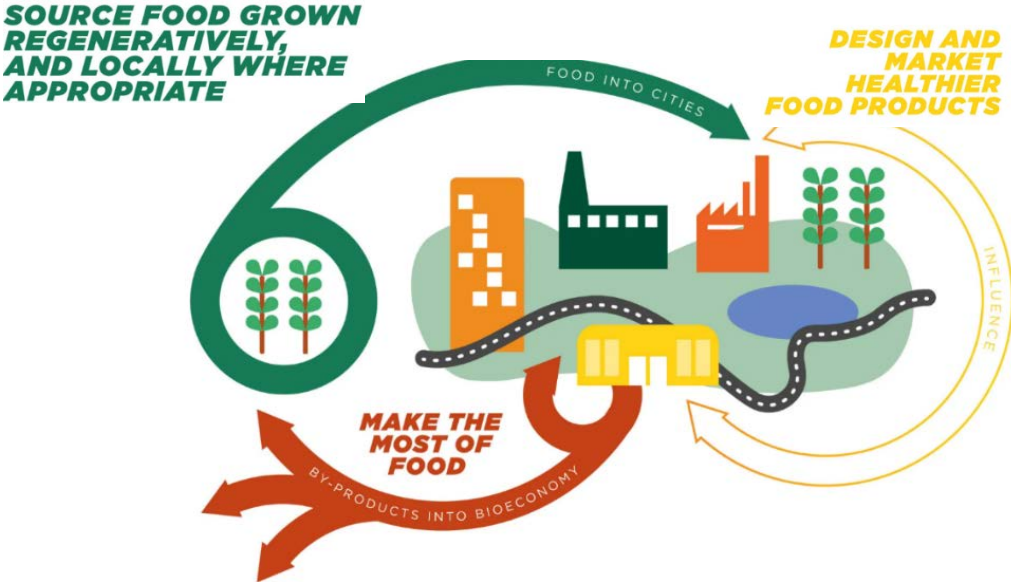 SOURCE FOOD GROWN
REGENERATIVELY,
AND LOCALLY WHERE
APPROPRIATE
FOOD INTO CITIES
DESIGN AND
MARKET
HEALTHIER
FOOD PRODUCTS
INFLUENCE
MAKE THE
MOST OF
FOOD
BY-PRODUCTS INTO BIOECONOMY